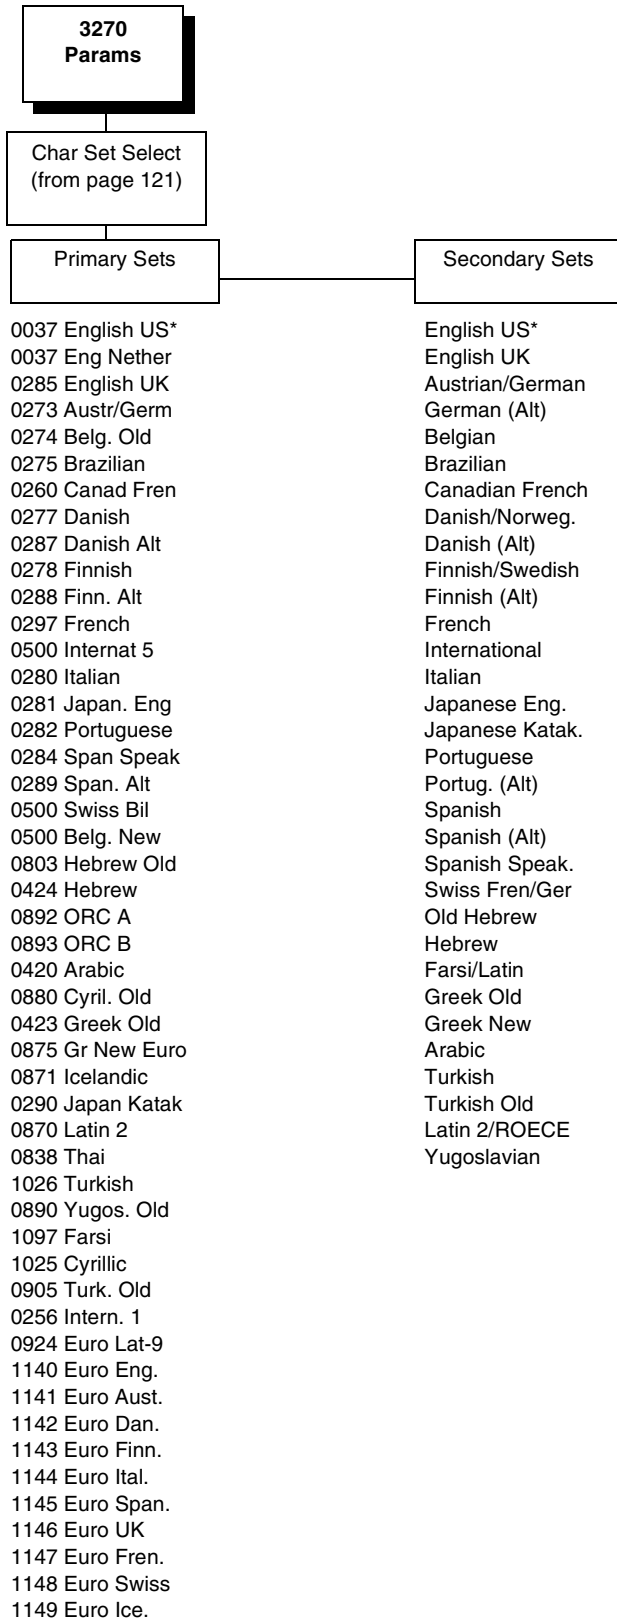 3270
Params
Char Set Select
(from page 121)
Primary Sets
Secondary Sets
0037 English US*
0037 Eng Nether
0285 English UK
0273 Austr/Germ
0274 Belg. Old
0275 Brazilian
0260 Canad Fren
0277 Danish
0287 Danish Alt
0278 Finnish
0288 Finn. Alt
0297 French
0500 Internat 5
0280 Italian
0281 Japan. Eng
0282 Portuguese
0284 Span Speak
0289 Span. Alt
0500 Swiss Bil
0500 Belg. New
0803 Hebrew Old
0424 Hebrew
0892 ORC A
0893 ORC B
0420 Arabic
0880 Cyril. Old
0423 Greek Old
0875 Gr New Euro
0871 Icelandic
0290 Japan Katak
0870 Latin 2
0838 Thai
1026 Turkish
0890 Yugos. Old
1097 Farsi
1025 Cyrillic
0905 Turk. Old
0256 Intern. 1
0924 Euro Lat-9
1140 Euro Eng.
1141 Euro Aust.
1142 Euro Dan.
1143 Euro Finn.
1144 Euro Ital.
1145 Euro Span.
1146 Euro UK
1147 Euro Fren.
1148 Euro Swiss
1149 Euro Ice.
English US*
English UK
Austrian/German
German (Alt)
Belgian
Brazilian
Canadian French
Danish/Norweg.
Danish (Alt)
Finnish/Swedish
Finnish (Alt)
French
International
Italian
Japanese Eng.
Japanese Katak.
Portuguese
Portug. (Alt)
Spanish
Spanish (Alt)
Spanish Speak.
Swiss Fren/Ger
Old Hebrew
Hebrew
Farsi/Latin
Greek Old
Greek New
Arabic
Turkish
Turkish Old
Latin 2/ROECE
Yugoslavian